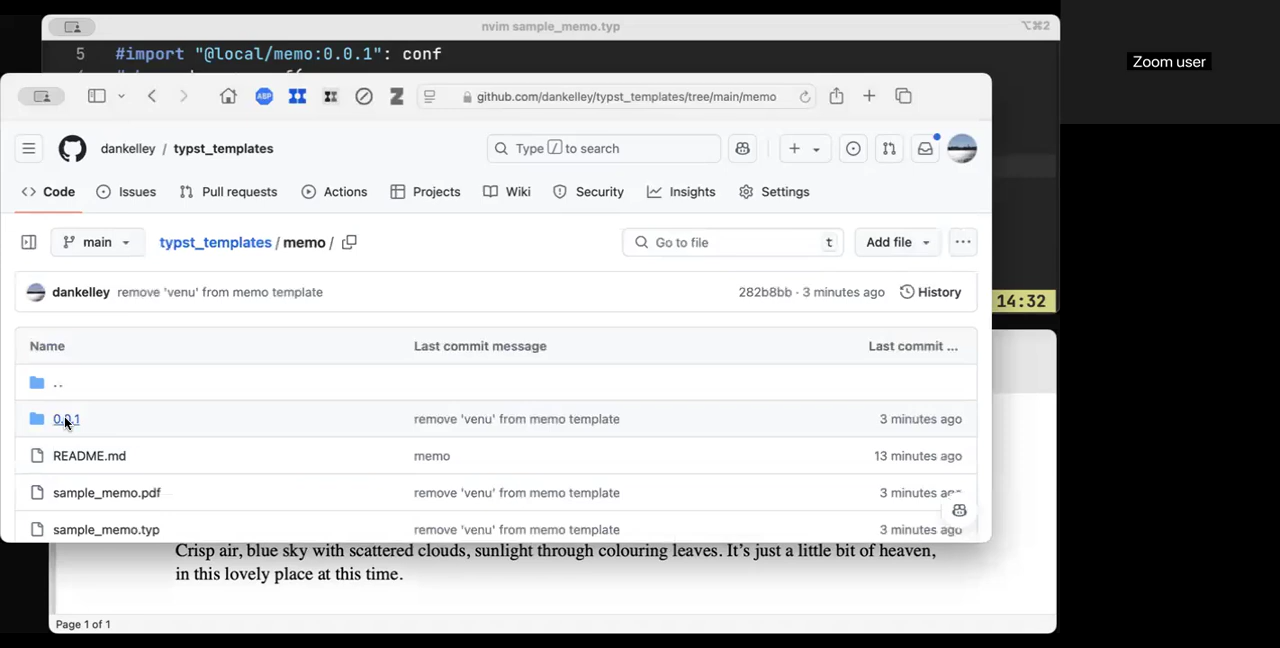 nvim sample_memo.typ
⌥⌘2
Zoom user
5 #import "@local/memo:0.0.1": conf
ABP
Z
github.com/dankelley/typst_templates/tree/main/memo
dankelley / typst_templates
Type / to search
Code
Issues
Pull requests
Actions
Projects
Wiki
Security
Insights
Settings
main
typst_templates / memo /
Go to file
t
Add file
dankelley remove 'venu' from memo template
282b8bb · 3 minutes ago
History
14:32
Name Last commit message Last commit ...
..
0.0.1 remove 'venu' from memo template 3 minutes ago
README.md memo 13 minutes ago
sample_memo.pdf remove 'venu' from memo template 3 minutes ago
sample_memo.typ remove 'venu' from memo template 3 minutes ago
Crisp air, blue sky with scattered clouds, sunlight through colouring leaves. It's just a little bit of heaven,
in this lovely place at this time.
Page 1 of 1